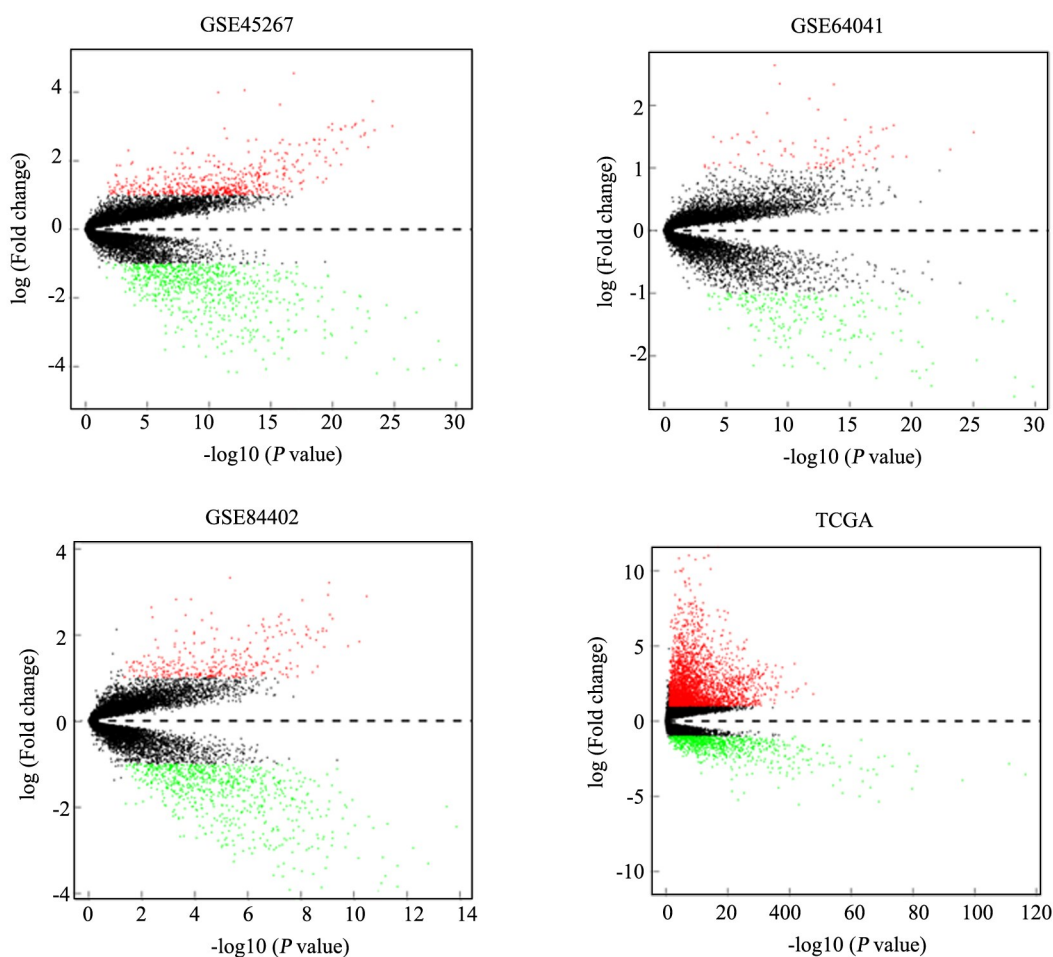 GSE45267
log (Fold change)
4
2
0
-2
-4
0 5 10 15 20 25 30
-log10 (P value)
GSE64041
log (Fold change)
2
1
0
-1
-2
0 5 10 15 20 25 30
-log10 (P value)
GSE84402
log (Fold change)
4
2
0
-2
-4
0 2 4 6 8 10 12 14
-log10 (P value)
TCGA
log (Fold change)
10
5
0
-5
-10
0 20 400 60 80 100 120
-log10 (P value)